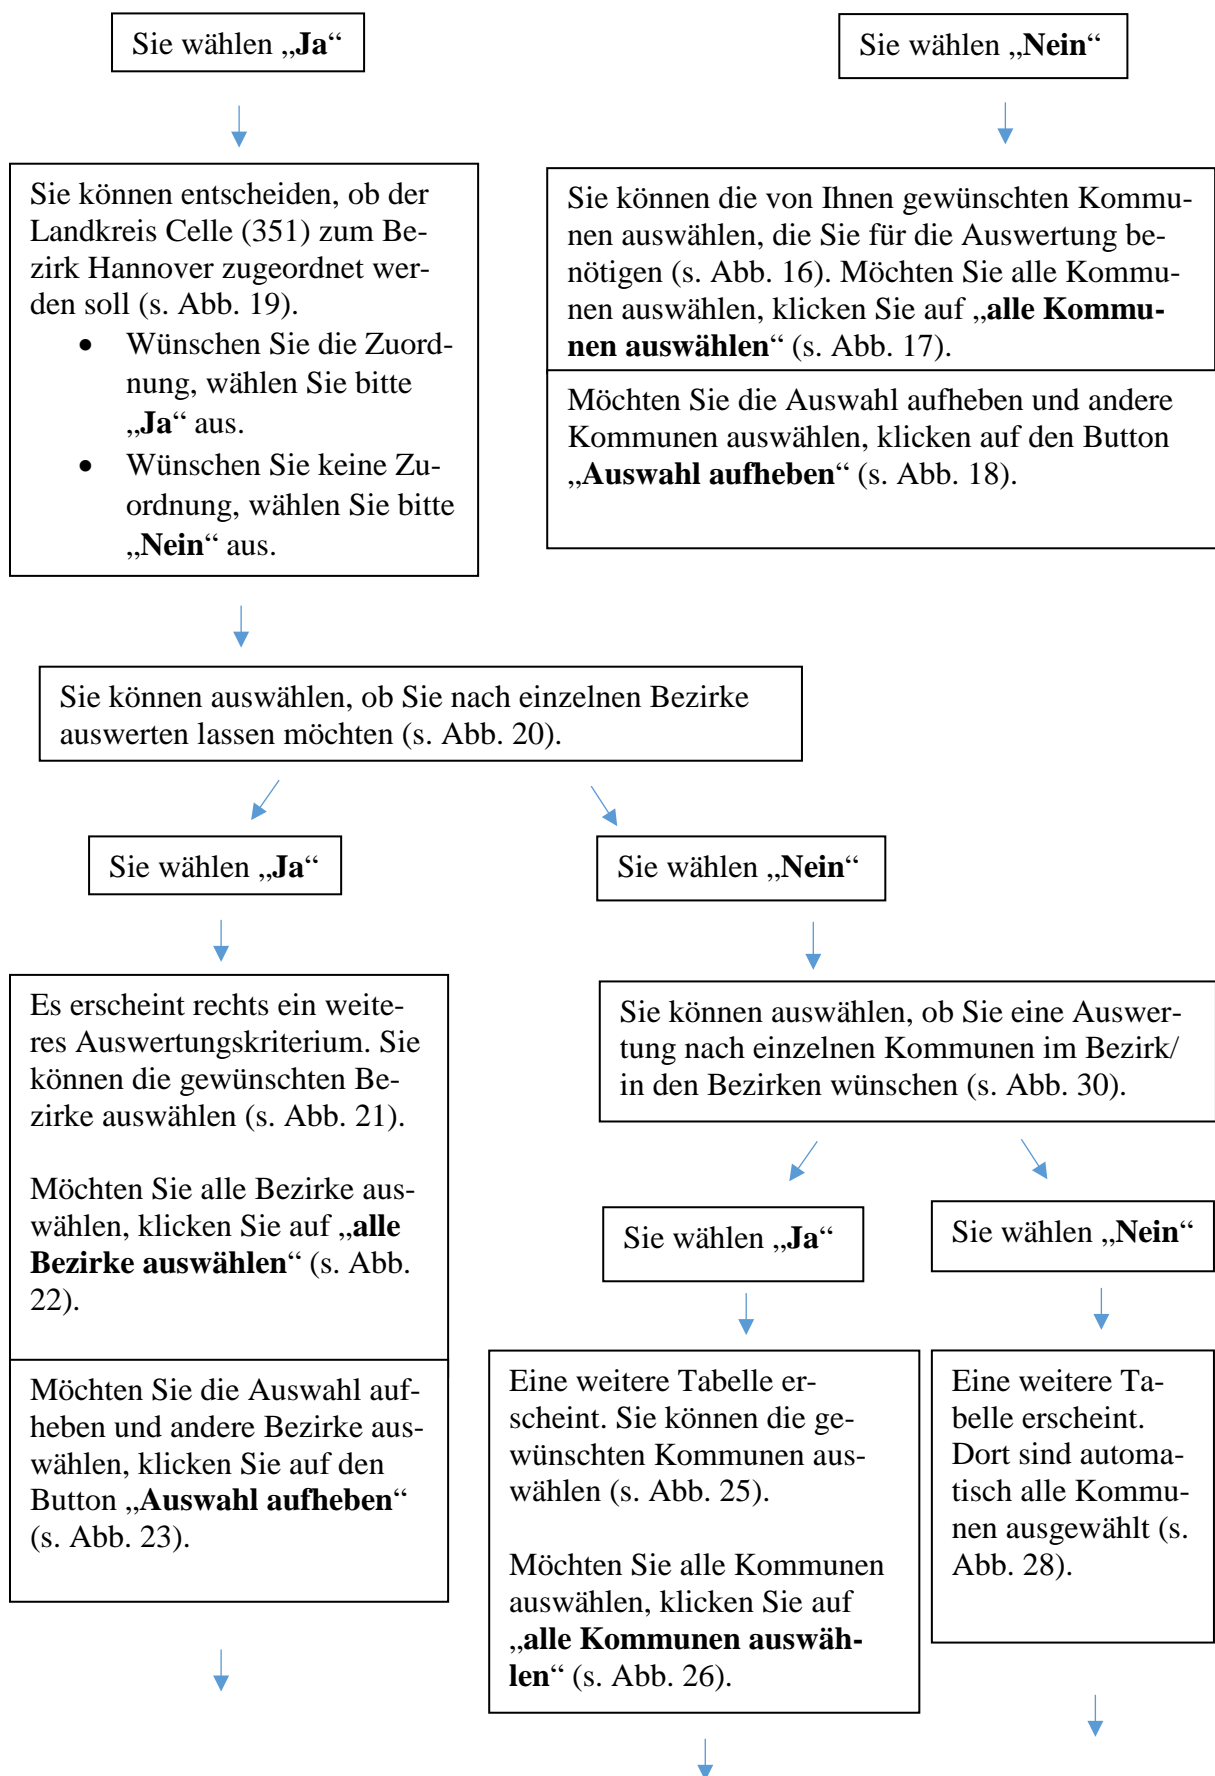 Sie wählen „Ja“
Sie wählen „Nein“
Sie können entscheiden, ob der
Landkreis Celle (351) zum Be-
zirk Hannover zugeordnet wer-
den soll (s. Abb. 19).
• Wünschen Sie die Zuord-
nung, wählen Sie bitte
„Ja“ aus.
• Wünschen Sie keine Zu-
ordnung, wählen Sie bitte
„Nein“ aus.
Sie können die von Ihnen gewünschten Kommu-
nen auswählen, die Sie für die Auswertung be-
nötigen (s. Abb. 16). Möchten Sie alle Kommu-
nen auswählen, klicken Sie auf „alle Kommu-
nen auswählen“ (s. Abb. 17).
Möchten Sie die Auswahl aufheben und andere
Kommunen auswählen, klicken auf den Button
„Auswahl aufheben“ (s. Abb. 18).
Sie können auswählen, ob Sie nach einzelnen Bezirke
auswerten lassen möchten (s. Abb. 20).
Sie wählen „Ja“
Sie wählen „Nein“
Es erscheint rechts ein weite-
res Auswertungskriterium. Sie
können die gewünschten Be-
zirke auswählen (s. Abb. 21).
Möchten Sie alle Bezirke aus-
wählen, klicken Sie auf „alle
Bezirke auswählen“ (s. Abb.
22).
Möchten Sie die Auswahl auf-
heben und andere Bezirke aus-
wählen, klicken Sie auf den
Button „Auswahl aufheben“
(s. Abb. 23).
Sie können auswählen, ob Sie eine Auswer-
tung nach einzelnen Kommunen im Bezirk/
in den Bezirken wünschen (s. Abb. 30).
Sie wählen „Ja“
Sie wählen „Nein“
Eine weitere Tabelle er-
scheint. Sie können die ge-
wünschten Kommunen aus-
wählen (s. Abb. 25).
Möchten Sie alle Kommunen
auswählen, klicken Sie auf
„alle Kommunen auswäh-
len“ (s. Abb. 26).
Eine weitere Ta-
belle erscheint.
Dort sind automa-
tisch alle Kommu-
nen ausgewählt (s.
Abb. 28).